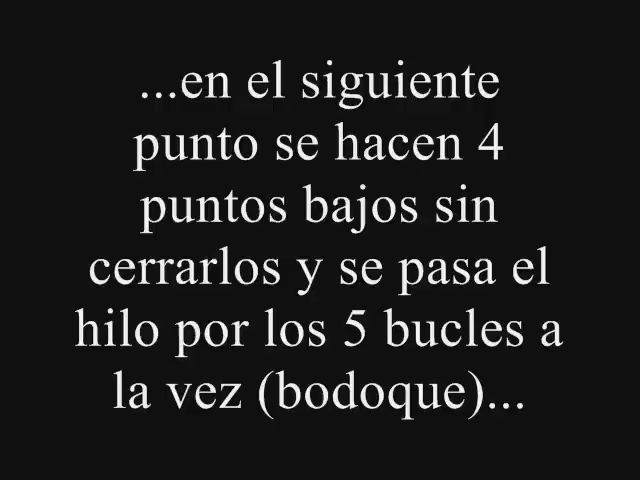 ...en el siguiente
punto se hacen 4
puntos bajos sin
cerrarlos y se pasa el
hilo por los 5 bucles a
la vez (bodoque)...